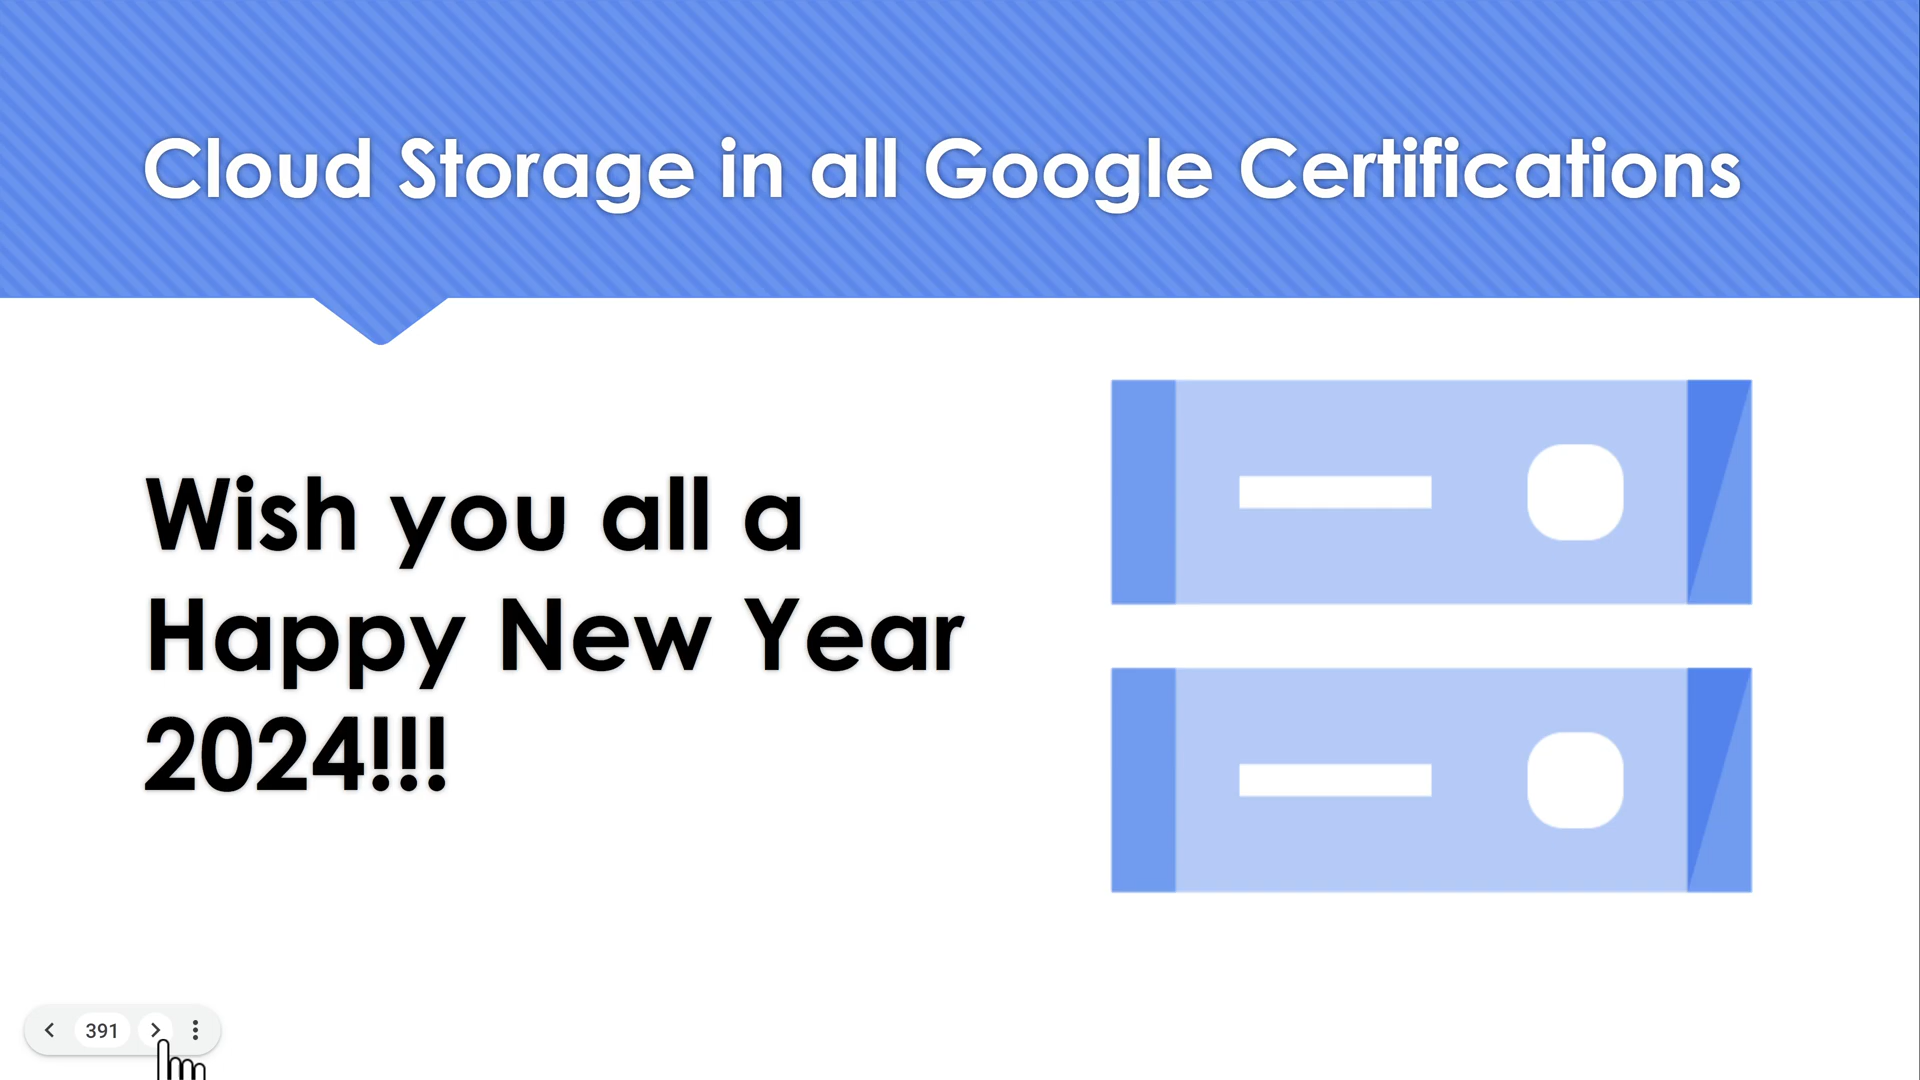 Cloud Storage in all Google Certifications
Wish you all a
Happy New Year
2024!!!
391